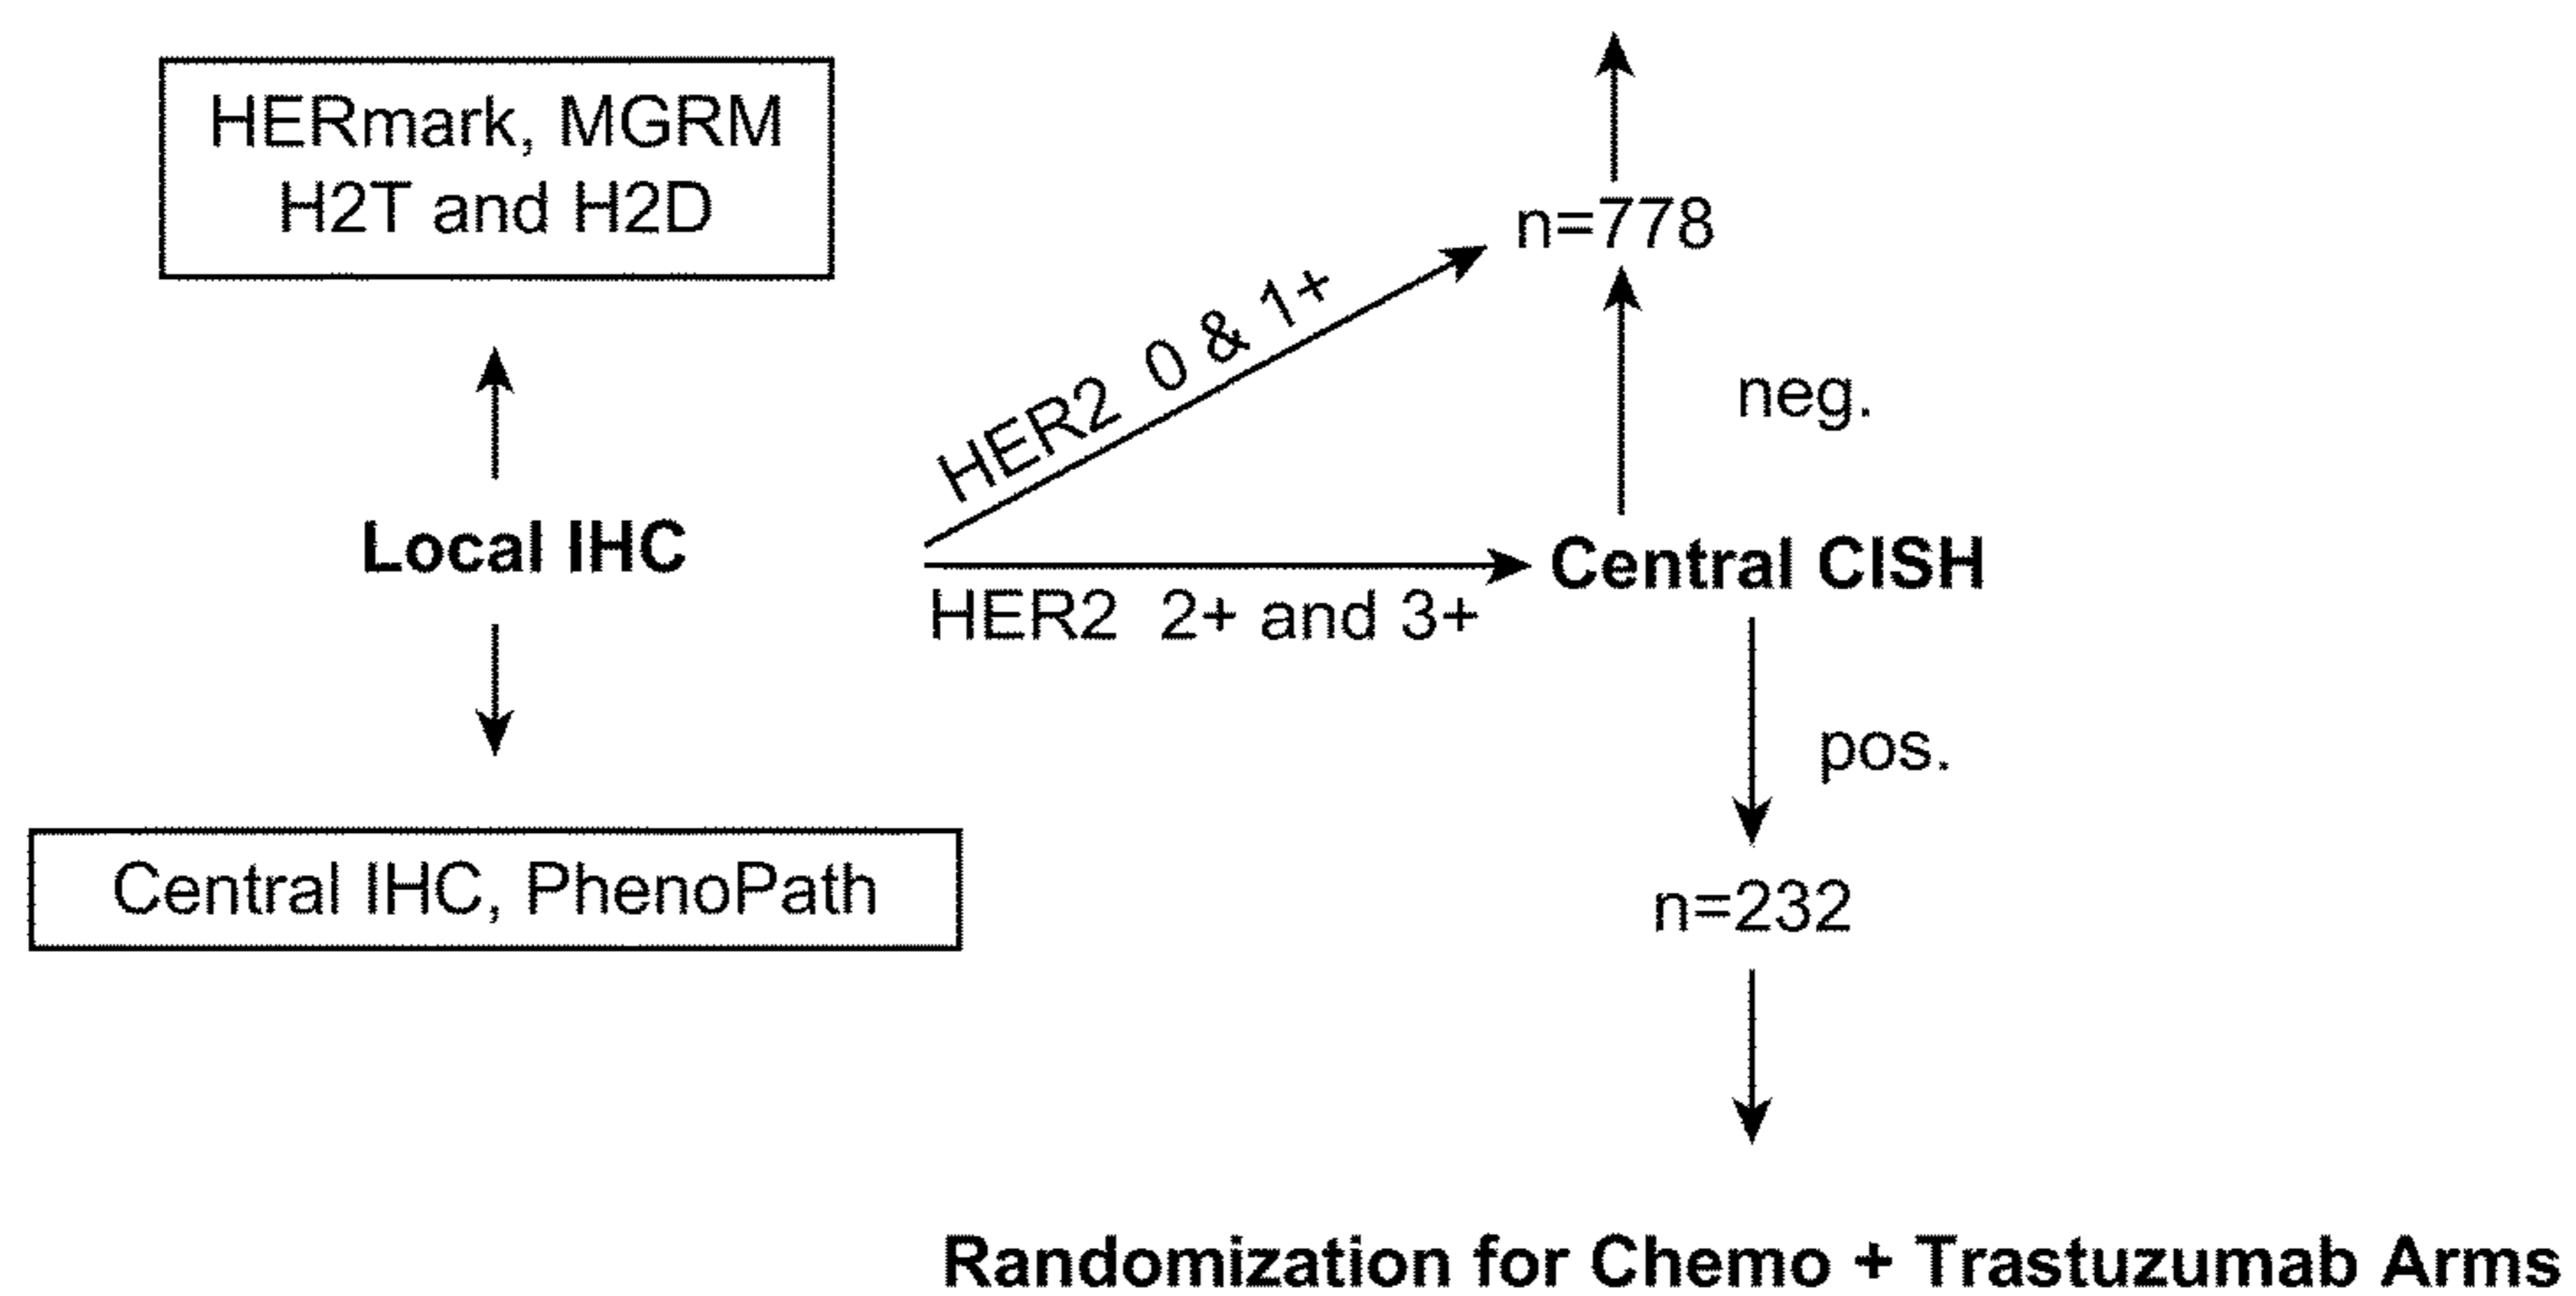 HERmark, MGRM
H2T and H2D
n=778
HER2 0 & 1+
neg.
Local IHC
Central CISH
HER2 2+ and 3+
pos.
Central IHC, PhenoPath
n=232
Randomization for Chemo + Trastuzumab Arms